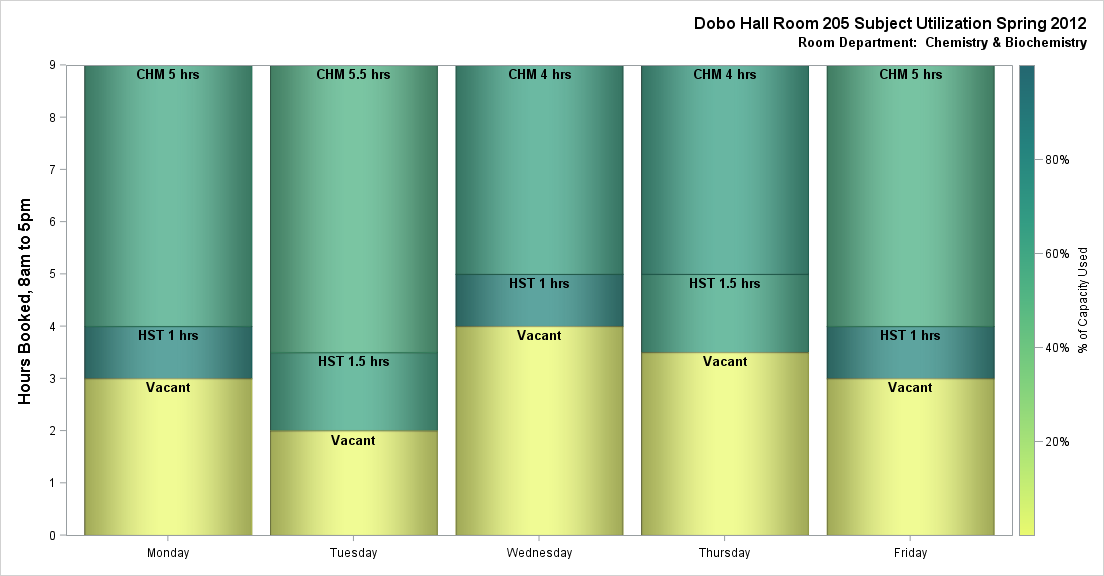 Dobo Hall Room 205 Subject Utilization Spring 2012
Room Department:  Chemistry & Biochemistry
Hours Booked, 8am to 5pm
9
8
7
6
5
4
3
2
1
0
CHM 5 hrs
HST 1 hrs
Vacant
CHM 5.5 hrs
HST 1.5 hrs
Vacant
CHM 4 hrs
HST 1 hrs
Vacant
CHM 4 hrs
HST 1.5 hrs
Vacant
CHM 5 hrs
HST 1 hrs
Vacant
Monday
Tuesday
Wednesday
Thursday
Friday
80%
60%
40%
20%
% of Capacity Used